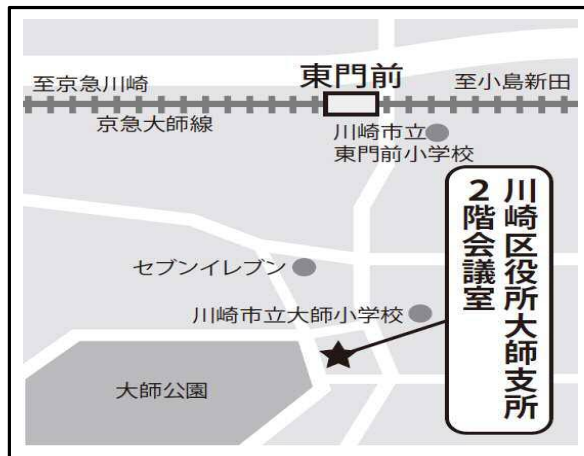 東門前
至京急川崎
至小島新田
京急大師線
川崎市立
東門前小学校
川崎区役所大師支所
2階会議室
セブンイレブン
川崎市立大師小学校
大師公園